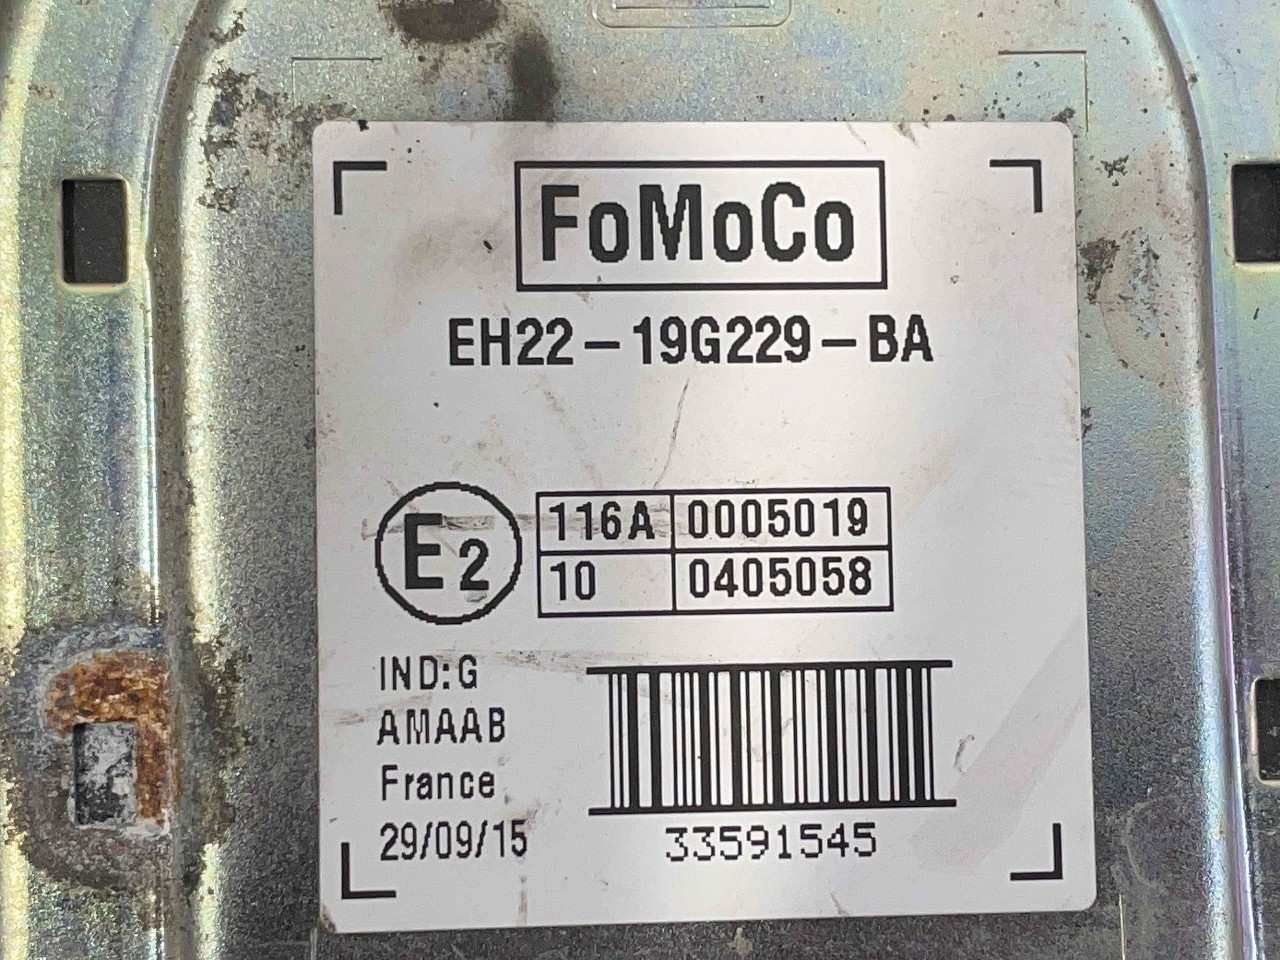 FoMoCo
EH22-19G229-BA
E2
116A 0005019
10 0405058
IND:G
AMAAB
France
29/09/15
33591545